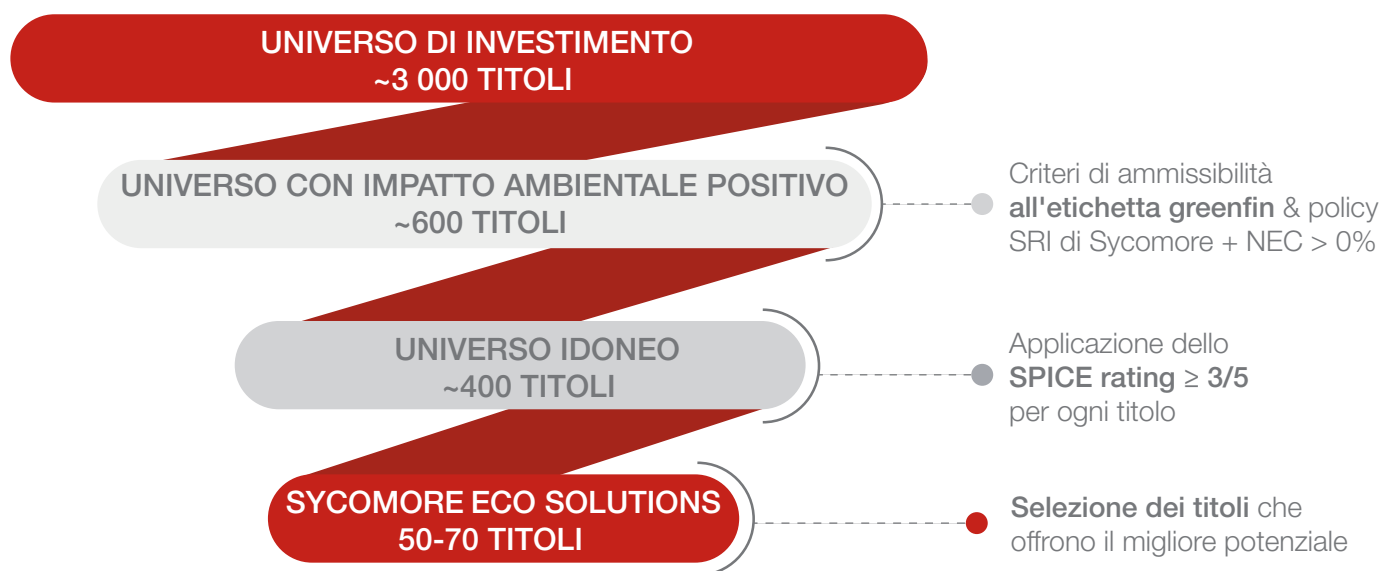 UNIVERSO DI INVESTIMENTO
~3 000 TITOLI
UNIVERSO CON IMPATTO AMBIENTALE POSITIVO
~600 TITOLI
Criteri di ammissibilità
all'etichetta greenfin & policy
SRI di Sycomore + NEC > 0%
UNIVERSO IDONEO
~400 TITOLI
Applicazione dello
SPICE rating ≥ 3/5
per ogni titolo
SYCOMORE ECO SOLUTIONS
50-70 TITOLI
Selezione dei titoli che
offrono il migliore potenziale